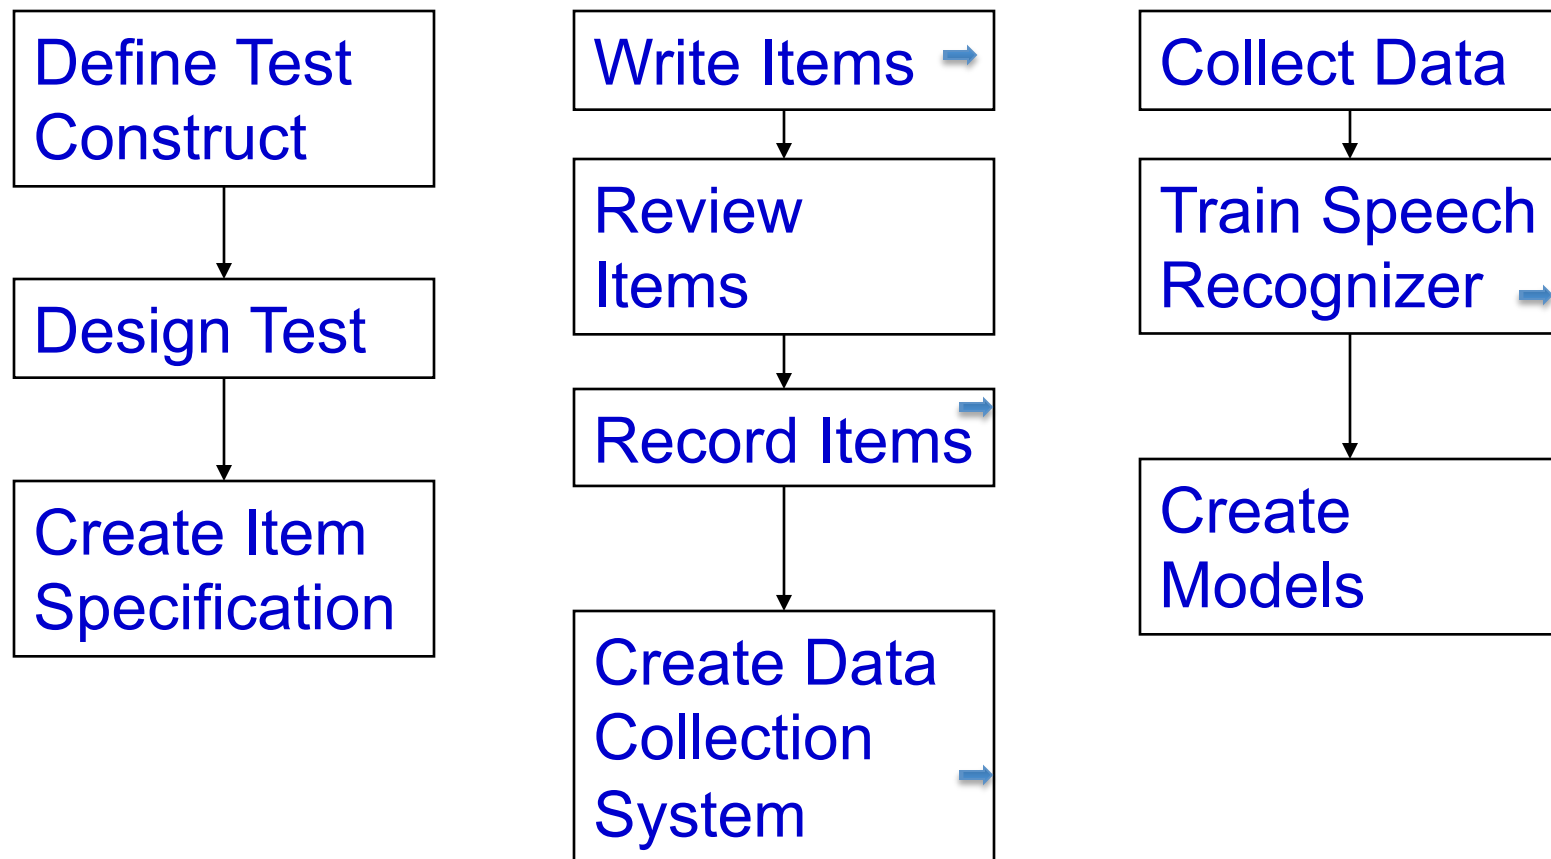 Define Test
Construct
Design Test
Create Item
Specification
Write Items
Review
Items
Record Items
Create Data
Collection
System
Collect Data
Train Speech
Recognizer
Create
Models